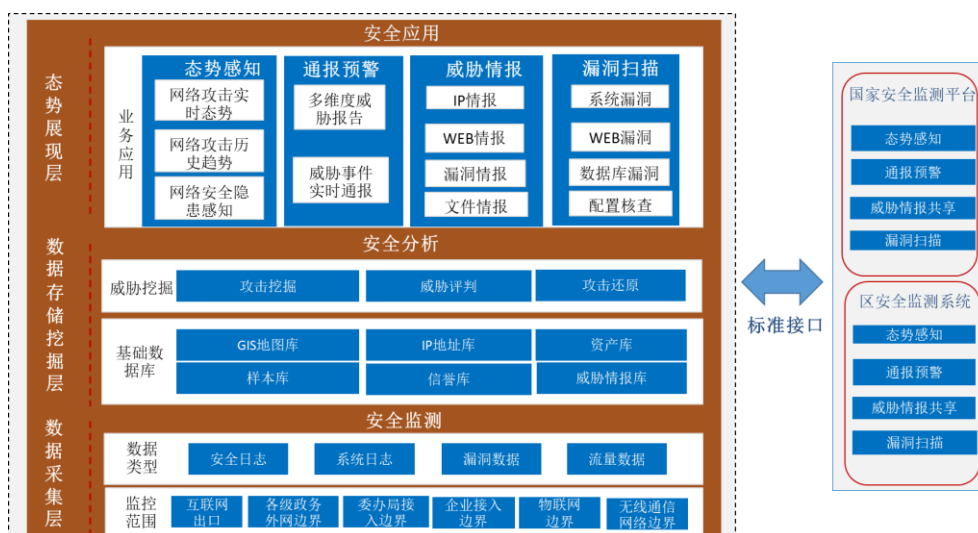 安全应用
态势展现层
业务应用
态势感知
网络攻击实
时态势
网络攻击历
史趋势
网络安全隐
患感知
通报预警
多维度威
胁报告
威胁事件
实时通报
威胁情报
IP情报
WEB情报
漏洞情报
文件情报
漏洞扫描
系统漏洞
WEB漏洞
数据库漏洞
配置核查
数据存储挖掘层
安全分析
威胁挖掘
攻击挖掘
威胁评判
攻击还原
基础数
据库
GIS地图库
IP地址库
资产库
样本库
信誉库
威胁情报库
数据采集层
安全监测
数据
类型
安全日志
系统日志
漏洞数据
流量数据
监控
范围
互联网
出口
各级政务
外网边界
委办局接
入边界
企业接入
边界
物联网
边界
无线通信
网络边界
标准接口
国家安全监测平台
态势感知
通报预警
威胁情报共享
漏洞扫描
区安全监测系统
态势感知
通报预警
威胁情报共享
漏洞扫描